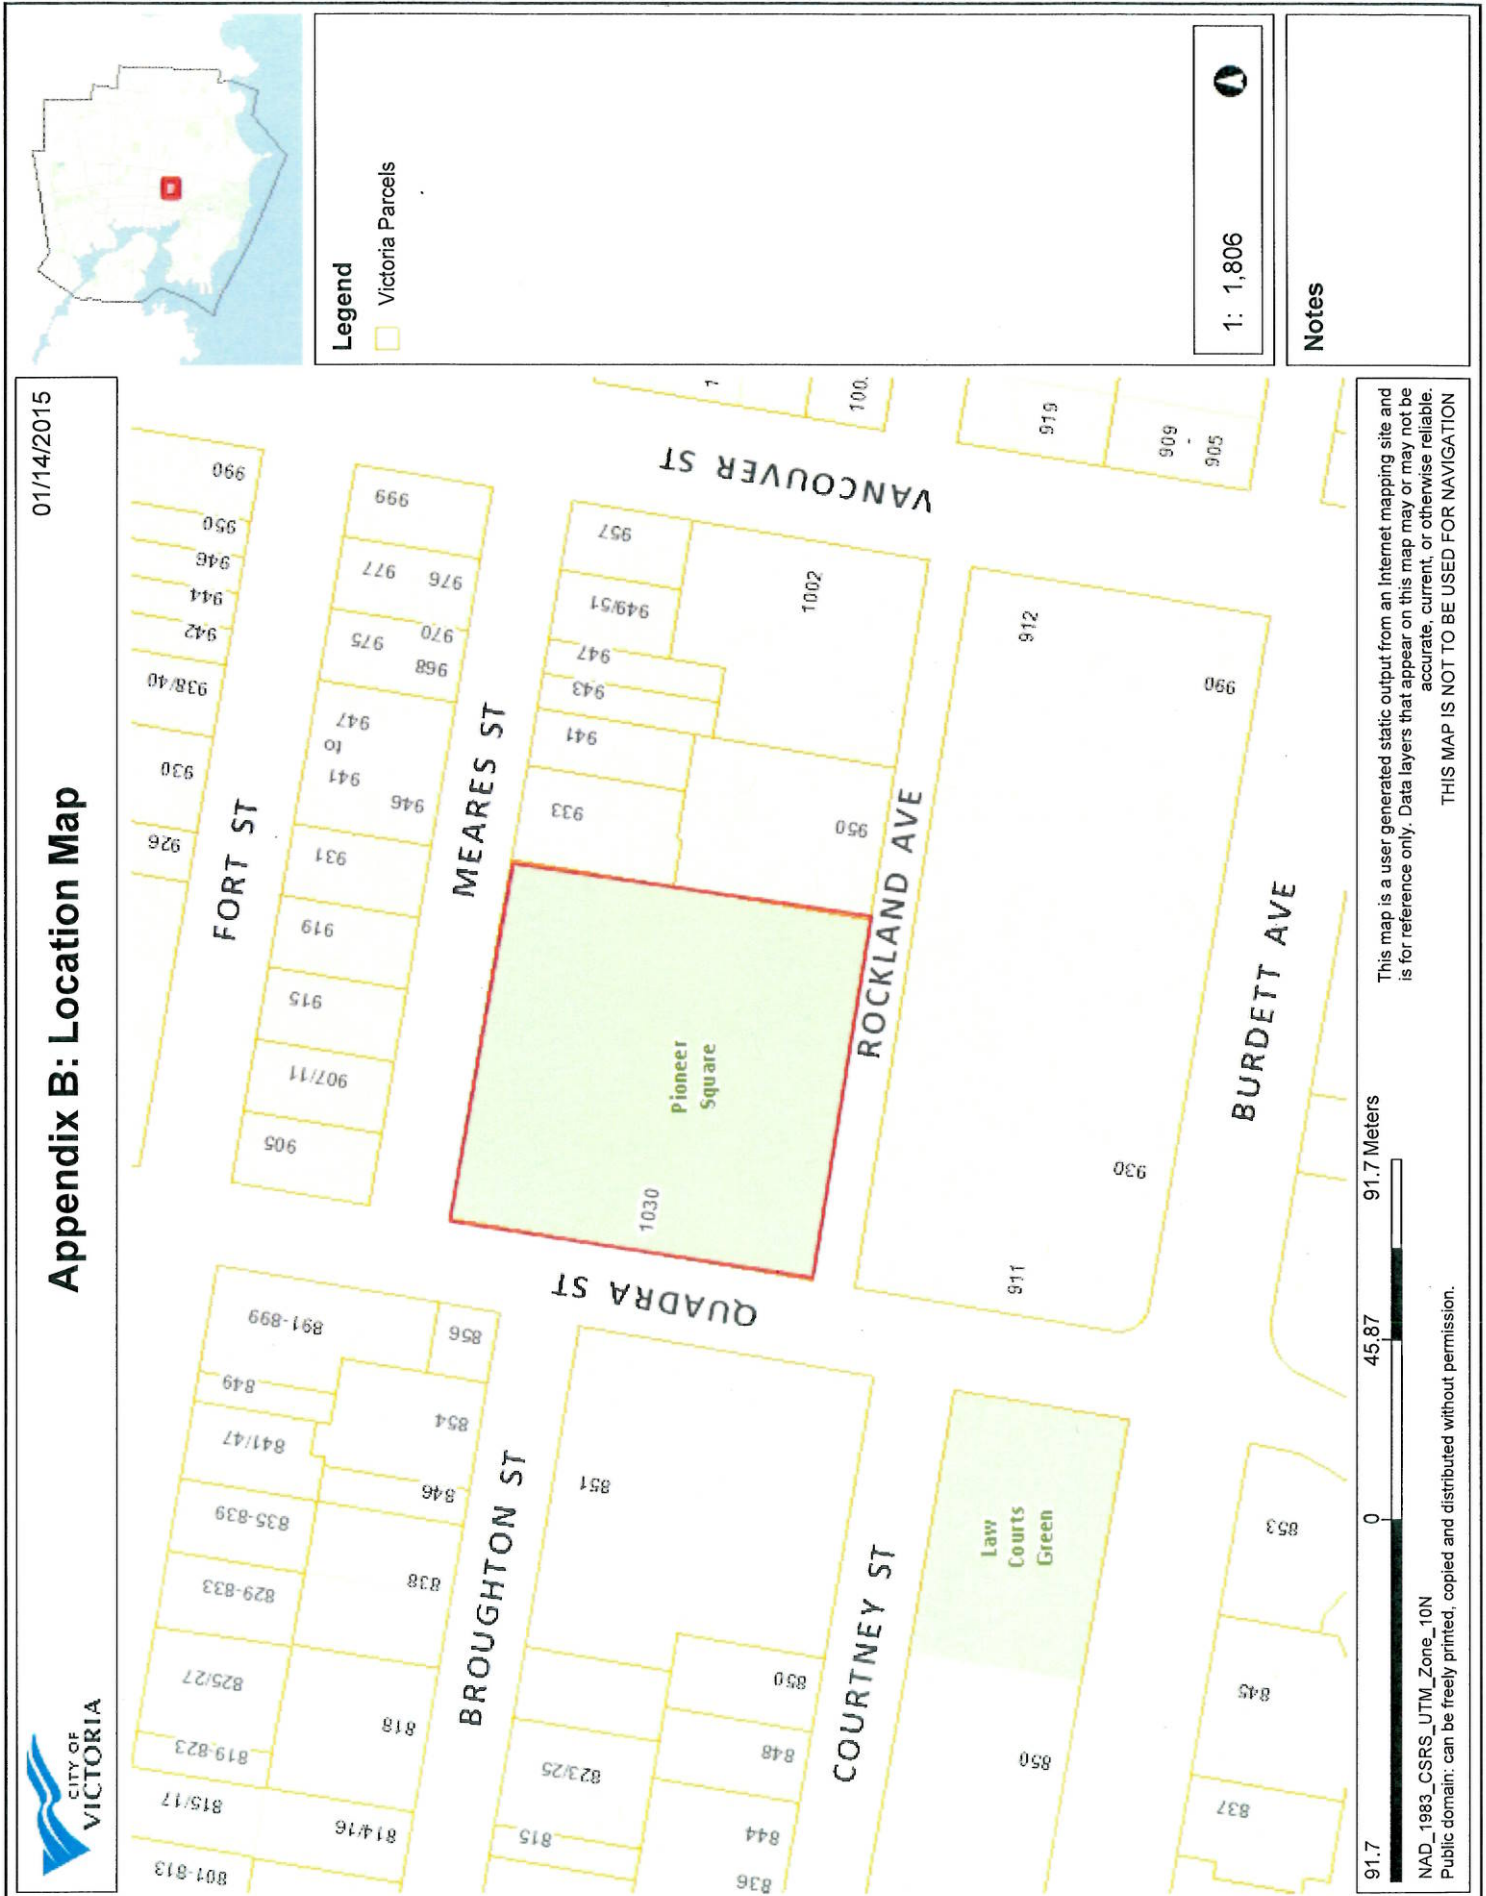 CITY OF
VICTORIA
Appendix B: Location Map
01/14/2015
801-813
815/17
819-823
825/27
829-833
835-839
841/47
849
891-899
814/16
818
838
846
854
856
926
930
938/40
942
944
946
950
990
FORT ST
905
907/11
915
919
931
941
to
947
946
975
968
970
977
976
999
BROUGHTON ST
MEARES ST
815
823/25
851
836
844
848
850
QUADRA ST
1030
Pioneer
Square
933
941
943
947
949/51
957
950
1002
VANCOUVER ST
1
100.
919
909
-
905
COURTNEY ST
ROCKLAND AVE
850
Law
Courts
Green
911
930
912
990
BURDETT AVE
837
845
853
Legend
Victoria Parcels
1: 1,806
Notes
91.7
0
45.87
91.7 Meters
NAD_1983_CSRS_UTM_Zone_10N
Public domain: can be freely printed, copied and distributed without permission.
This map is a user generated static output from an Internet mapping site and
is for reference only. Data layers that appear on this map may or may not be
accurate, current, or otherwise reliable.
THIS MAP IS NOT TO BE USED FOR NAVIGATION